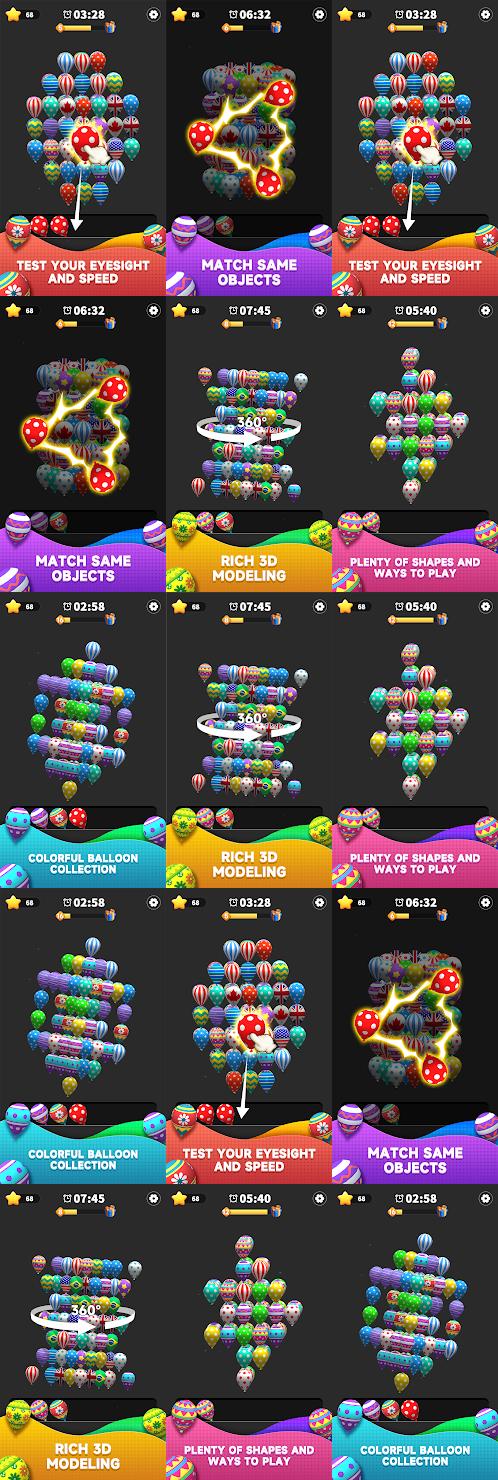 68 03:28
68 06:32
68 03:28
TEST YOUR EYESIGHT
AND SPEED
MATCH SAME
OBJECTS
TEST YOUR EYESIGHT
AND SPEED
68 06:32
68 07:45
68 05:40
360°
MATCH SAME
OBJECTS
RICH 3D
MODELING
PLENTY OF SHAPES AND
WAYS TO PLAY
68 02:58
68 07:45
68 05:40
360°
COLORFUL BALLOON
COLLECTION
RICH 3D
MODELING
PLENTY OF SHAPES AND
WAYS TO PLAY
68 02:58
68 03:28
68 06:32
COLORFUL BALLOON
COLLECTION
TEST YOUR EYESIGHT
AND SPEED
MATCH SAME
OBJECTS
68 07:45
68 05:40
68 02:58
360°
RICH 3D
MODELING
PLENTY OF SHAPES AND
WAYS TO PLAY
COLORFUL BALLOON
COLLECTION